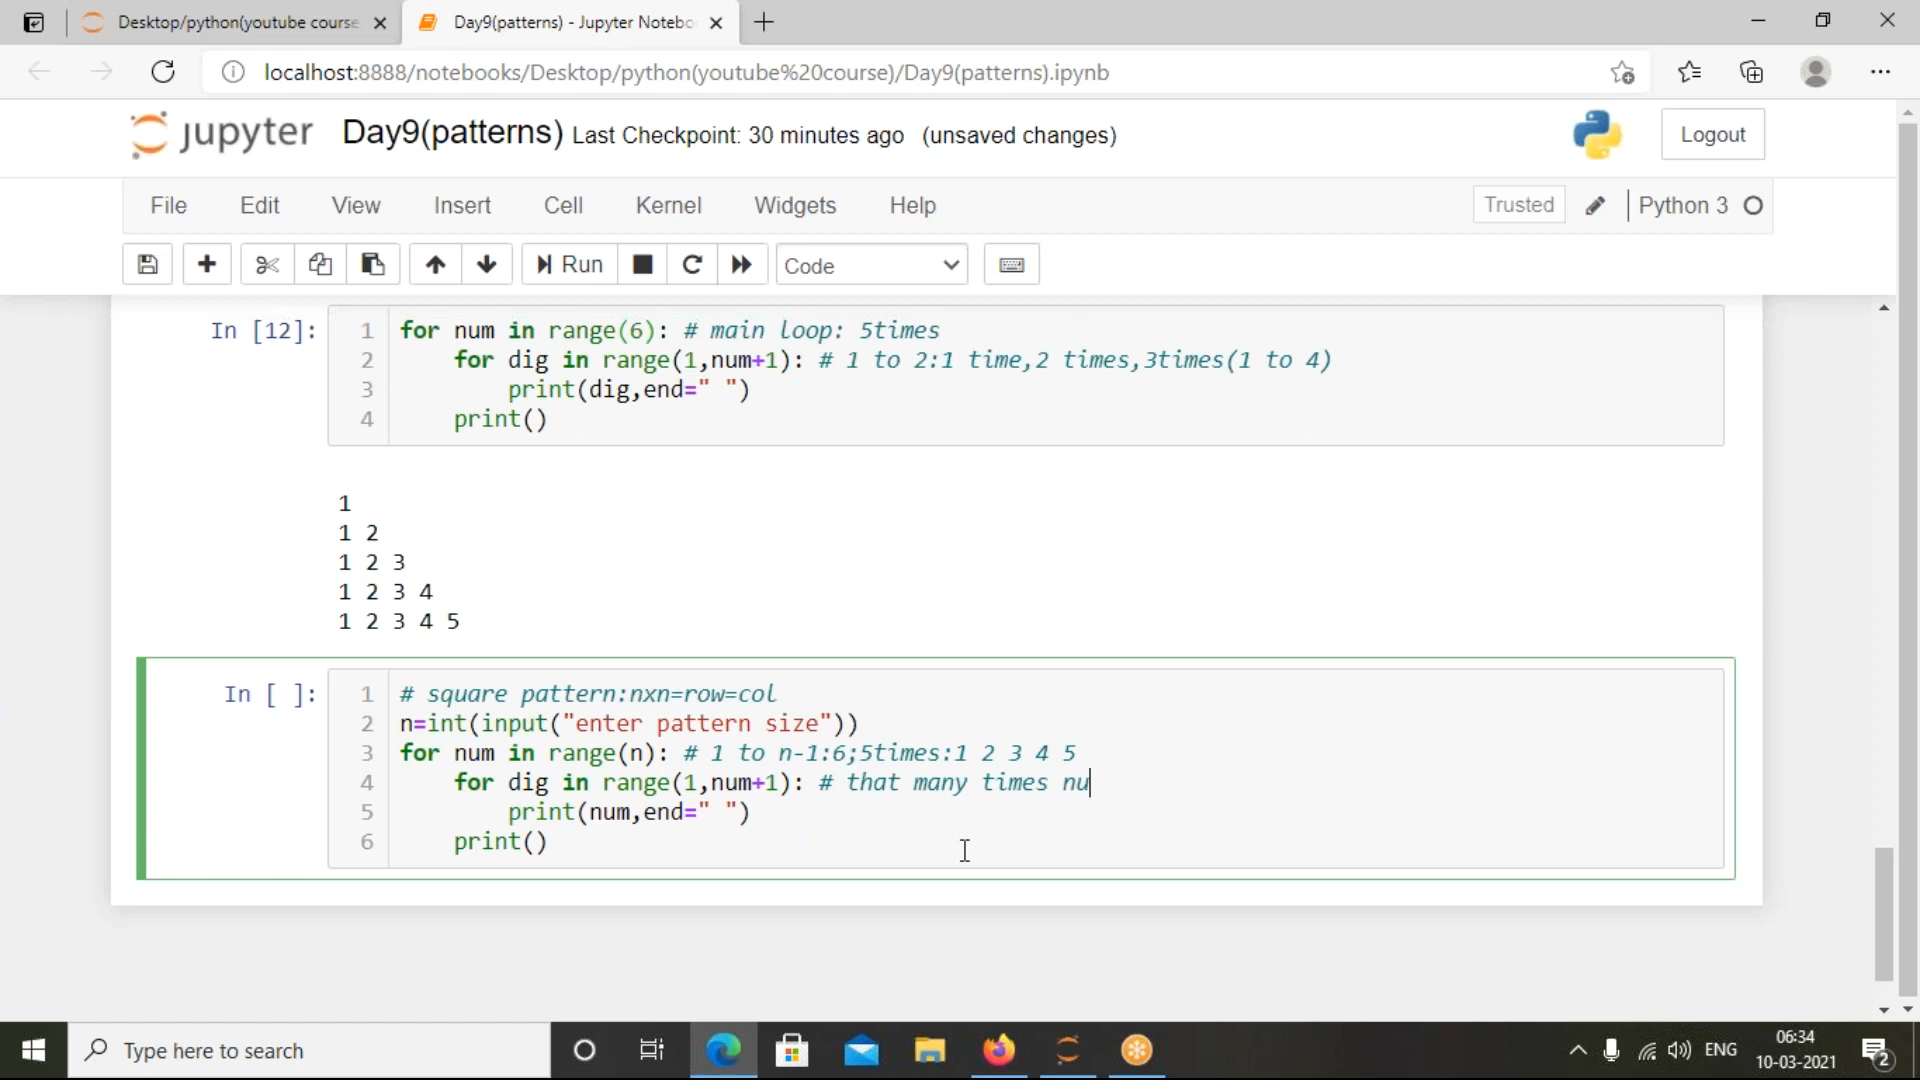 Desktop/python(youtube course
Day9(patterns) - Jupyter Notebo
localhost:8888/notebooks/Desktop/python(youtube%20course)/Day9(patterns).ipynb
jupyter Day9(patterns) Last Checkpoint: 30 minutes ago (unsaved changes) Logout
File Edit View Insert Cell Kernel Widgets Help Trusted Python 3
Run Code
In [12]: 1 for num in range(6): # main loop: 5times
2 for dig in range(1,num+1): # 1 to 2:1 time,2 times,3times(1 to 4)
3 print(dig,end=" ")
4 print()
1
1 2
1 2 3
1 2 3 4
1 2 3 4 5
In [ ]: 1 # square pattern:nxn=row=col
2 n=int(input("enter pattern size"))
3 for num in range(n): # 1 to n-1:6;5times:1 2 3 4 5
4 for dig in range(1,num+1): # that many times nu
5 print(num,end=" ")
6 print()
Type here to search ENG 06:34
10-03-2021 2